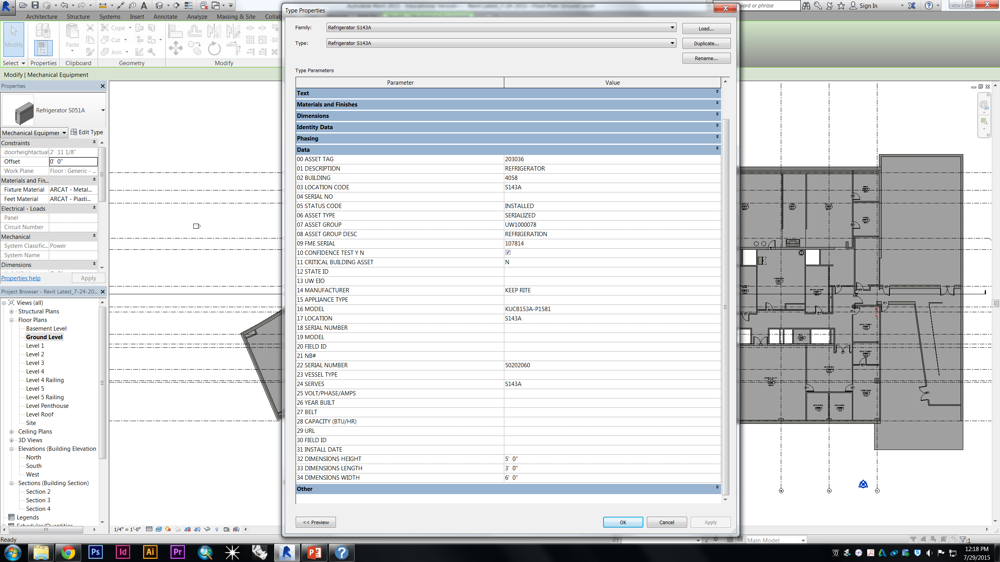 word or phrase
Sign In
Architecture Structure Systems Insert Annotate Analyze Massing & Site Collab
Modify
Paste
Cope
Cut
Join
Select Properties Clipboard Geometry Modify
Modify | Mechanical Equipment
Properties
Refrigerator S051A
Mechanical Equipmer Edit Type
Constraints
doorheightactual 2' 11 1/8"
Offset 0' 0"
Work Plane Floor : Generic - ...
Materials and Fin...
Fixture Material ARCAT - Metal...
Feet Material ARCAT - Plasti...
Electrical - Loads
Panel
Circuit Number
Mechanical
System Classific... Power
System Name
Dimensions
Properties help Apply
Project Browser - Revit Latest_7-24-20...
Views (all)
Structural Plans
Floor Plans
Basement Level
Ground Level
Level 1
Level 2
Level 3
Level 4
Level 4 Railing
Level 5
Level 5 Railing
Level Penthouse
Level Roof
Site
Ceiling Plans
3D Views
Elevations (Building Elevation
North
South
West
Sections (Building Section)
Section 2
Section 3
Section 4
Legends
Schedules/Quantities
Type Properties
Family: Refrigerator S143A Load...
Type: Refrigerator S143A Duplicate...
Rename...
Type Parameters
Parameter Value
Text
Materials and Finishes
Dimensions
Identity Data
Phasing
Data
00 ASSET TAG 203036
01 DESCRIPTION REFRIGERATOR
02 BUILDING 4058
03 LOCATION CODE S143A
04 SERIAL NO
05 STATUS CODE INSTALLED
06 ASSET TYPE SERIALIZED
07 ASSET GROUP UW1000078
08 ASSET GROUP DESC REFRIGERATION
09 FME SERIAL 107814
10 CONFIDENCE TEST Y N
11 CRITICAL BUILDING ASSET N
12 STATE ID
13 UW EIO
14 MANUFACTURER KEEP RITE
15 APPLIANCE TYPE
16 MODEL KUCB153A-P1581
17 LOCATION S143A
18 SERIAL NUMBER
19 MODEL
20 FIELD ID
21 NB#
22 SERIAL NUMBER 50202060
23 VESSEL TYPE
24 SERVES S143A
25 VOLT/PHASE/AMPS
26 YEAR BUILT
27 BELT
28 CAPACITY (BTU/HR)
29 URL
30 FIELD ID
31 INSTALL DATE
32 DIMENSIONS HEIGHT 5' 0"
33 DIMENSIONS LENGTH 3' 0"
34 DIMENSIONS WIDTH 6' 0"
Other
<< Preview OK Cancel Apply
2D
1/4" = 1'-0"
Ready
:0 Main Model :1
Ps Id Ai Pr
12:18 PM
7/29/2015